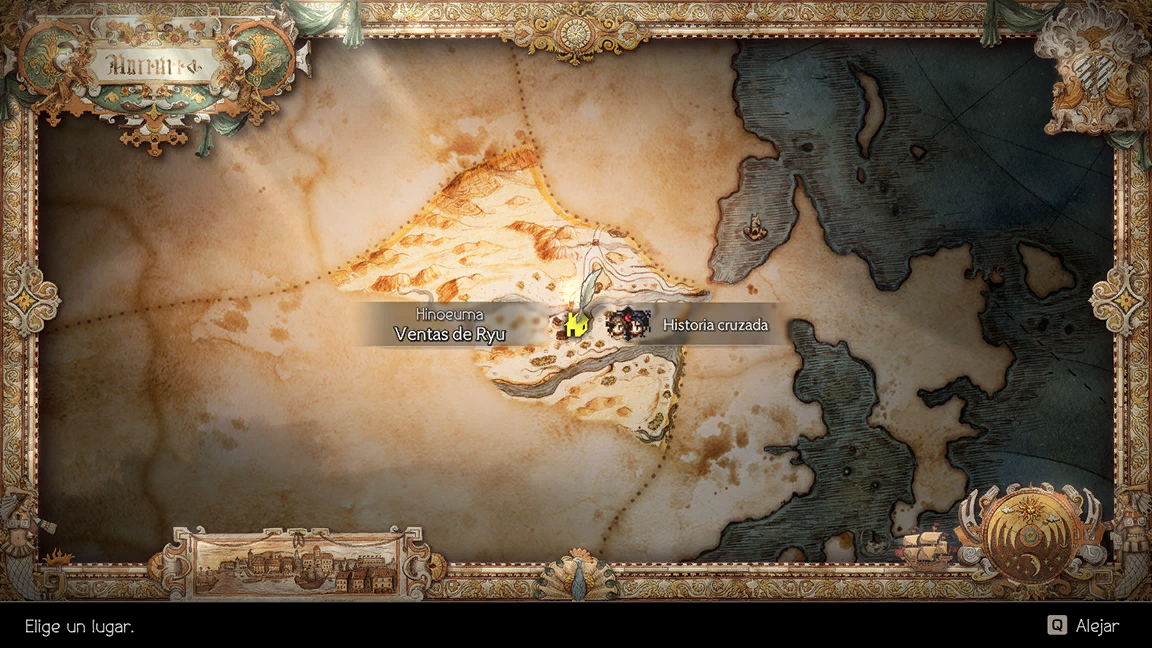 Hinoeuma
Ventas de Ryu
Historia cruzada
Elige un lugar.
Q Alejar